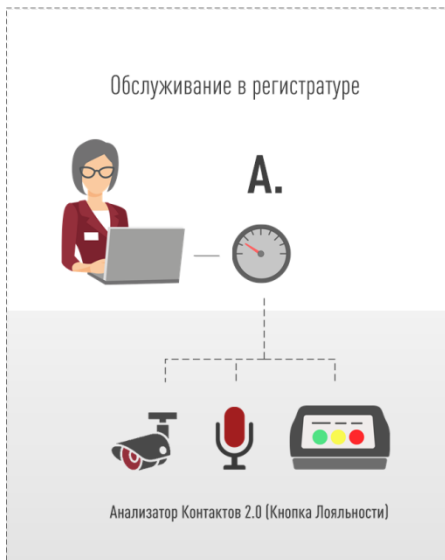 Обслуживание в регистратуре
А.
Анализатор Контактов 2.0 (Кнопка Лояльности)